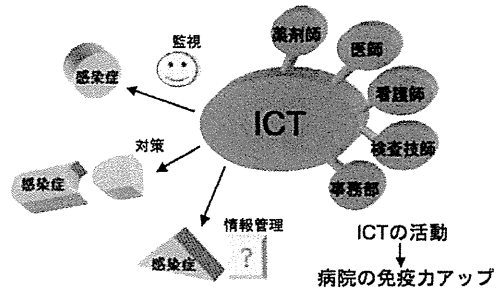 薬剤師
医師
監視
感染症
看護師
ICT
検査技師
対策
感染症
事務部
情報管理
感染症
?
ICTの活動
病院の免疫力アップ